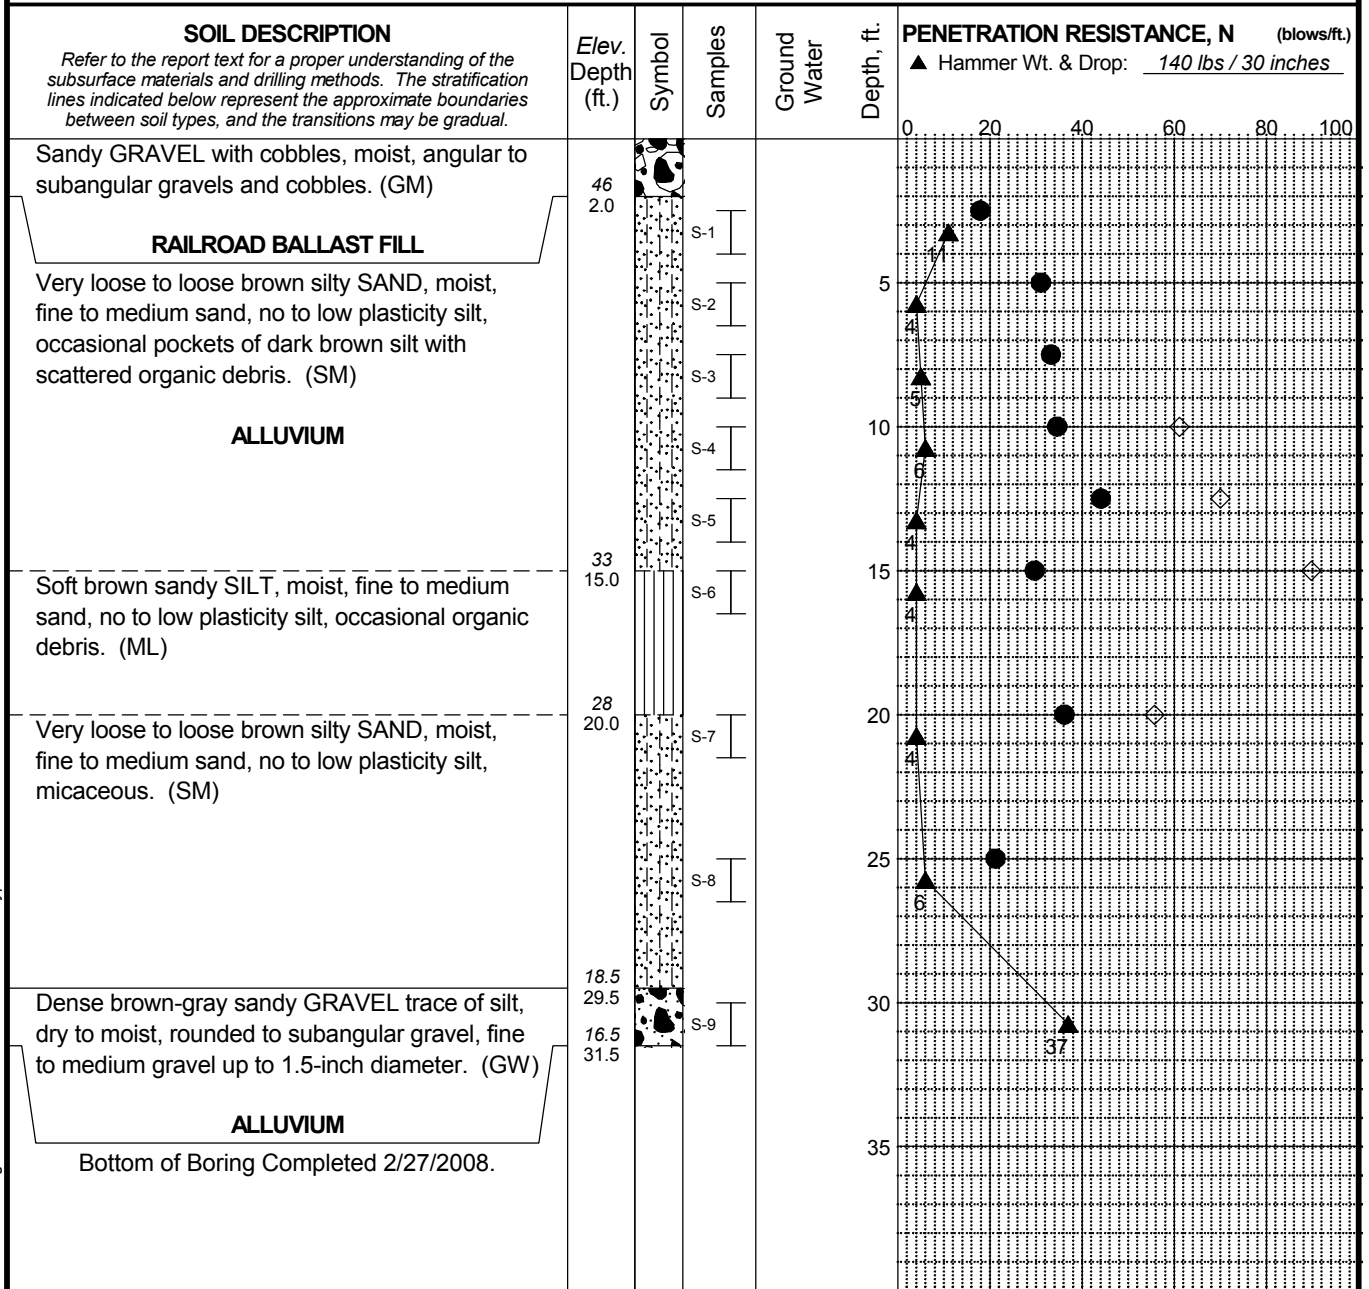 SOIL DESCRIPTION
Refer to the report text for a proper understanding of the
subsurface materials and drilling methods. The stratification
lines indicated below represent the approximate boundaries
between soil types, and the transitions may be gradual.
Elev.
Depth
(ft.)
Symbol
Samples
Ground
Water
Depth, ft.
PENETRATION RESISTANCE, N (blows/ft.)
▲ Hammer Wt. & Drop: 140 lbs / 30 inches
0 20 40 60 80 100
Sandy GRAVEL with cobbles, moist, angular to
subangular gravels and cobbles. (GM)
46
2.0
RAILROAD BALLAST FILL
S-1
11
Very loose to loose brown silty SAND, moist,
fine to medium sand, no to low plasticity silt,
occasional pockets of dark brown silt with
scattered organic debris. (SM)
5
S-2
4
S-3
5
ALLUVIUM
10
S-4
6
S-5
4
33
15.0
15
Soft brown sandy SILT, moist, fine to medium
sand, no to low plasticity silt, occasional organic
debris. (ML)
S-6
4
28
20.0
20
Very loose to loose brown silty SAND, moist,
fine to medium sand, no to low plasticity silt,
micaceous. (SM)
S-7
4
25
S-8
6
18.5
29.5
30
Dense brown-gray sandy GRAVEL trace of silt,
dry to moist, rounded to subangular gravel, fine
to medium gravel up to 1.5-inch diameter. (GW)
S-9
16.5
31.5
37
ALLUVIUM
35
Bottom of Boring Completed 2/27/2008.